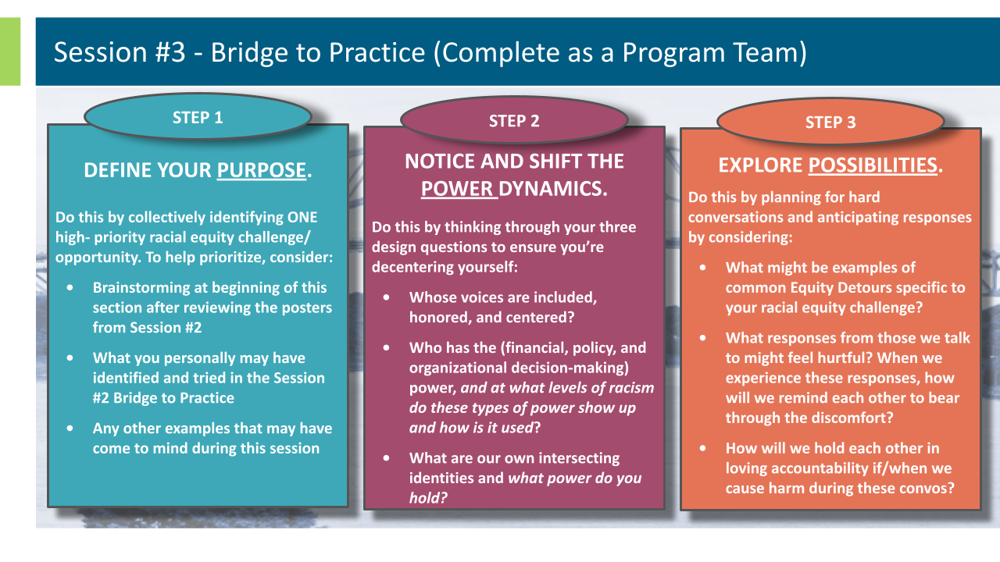 Session #3 - Bridge to Practice (Complete as a Program Team)
STEP 1
DEFINE YOUR PURPOSE.
Do this by collectively identifying ONE
high- priority racial equity challenge/
opportunity. To help prioritize, consider:
• Brainstorming at beginning of this
section after reviewing the posters
from Session #2
• What you personally may have
identified and tried in the Session
#2 Bridge to Practice
• Any other examples that may have
come to mind during this session
STEP 2
NOTICE AND SHIFT THE
POWER DYNAMICS.
Do this by thinking through your three
design questions to ensure you’re
decentering yourself:
• Whose voices are included,
honored, and centered?
• Who has the (financial, policy, and
organizational decision-making)
power, and at what levels of racism
do these types of power show up
and how is it used?
• What are our own intersecting
identities and what power do you
hold?
STEP 3
EXPLORE POSSIBILITIES.
Do this by planning for hard
conversations and anticipating responses
by considering:
• What might be examples of
common Equity Detours specific to
your racial equity challenge?
• What responses from those we talk
to might feel hurtful? When we
experience these responses, how
will we remind each other to bear
through the discomfort?
• How will we hold each other in
loving accountability if/when we
cause harm during these convos?